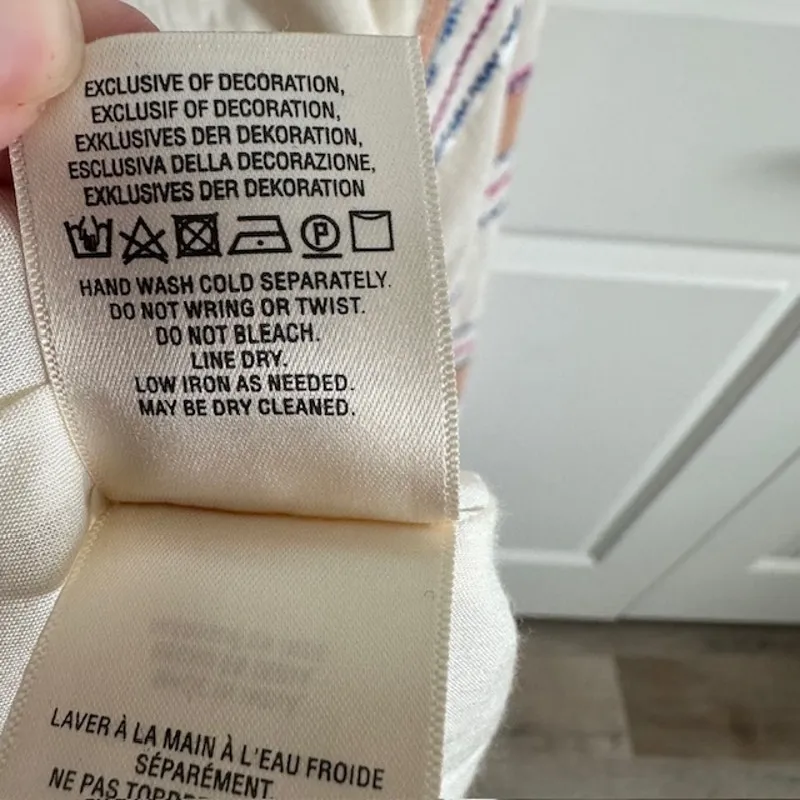 EXCLUSIVE OF DECORATION,
EXCLUSIF OF DECORATION,
EXKLUSIVES DER DEKORATION,
ESCLUSIVA DELLA DECORAZIONE,
EXKLUSIVES DER DEKORATION
P
HAND WASH COLD SEPARATELY.
DO NOT WRING OR TWIST.
DO NOT BLEACH.
LINE DRY.
LOW IRON AS NEEDED.
MAY BE DRY CLEANED.
LAVER À LA MAIN À L'EAU FROIDE
SÉPARÉMENT.
NE PAS